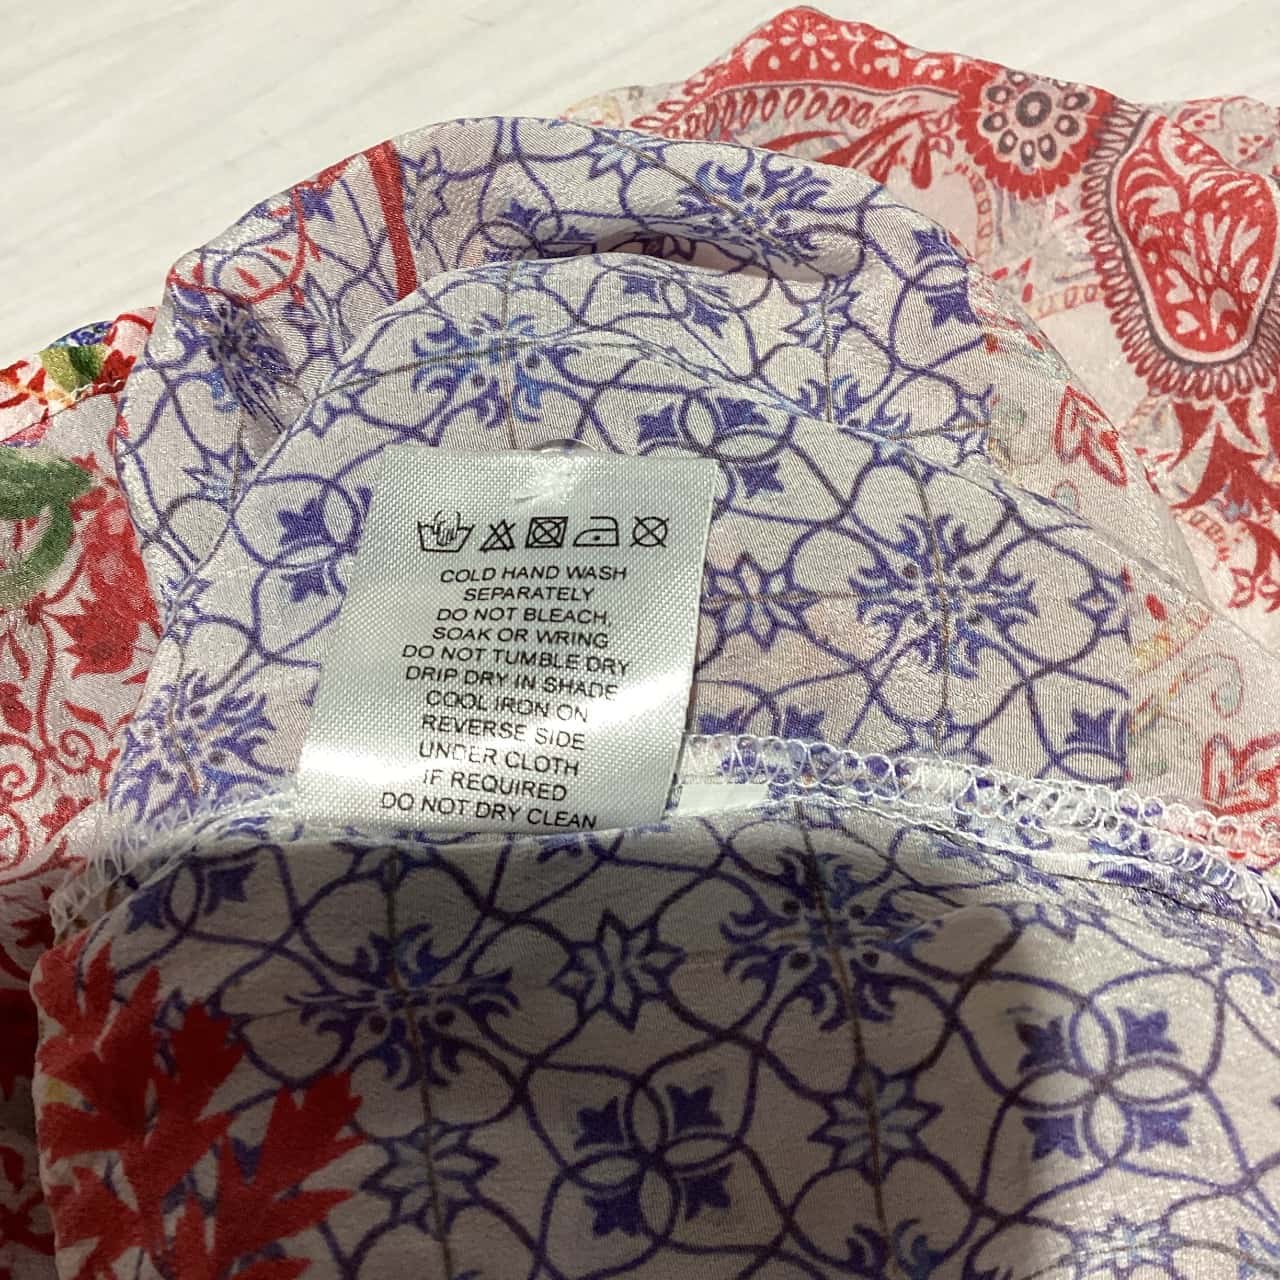 COLD HAND WASH
SEPARATELY
DO NOT BLEACH,
SOAK OR WRING
DO NOT TUMBLE DRY
DRIP DRY IN SHADE
COOL IRON ON
REVERSE SIDE
UNDER CLOTH
IF REQUIRED
DO NOT DRY CLEAN